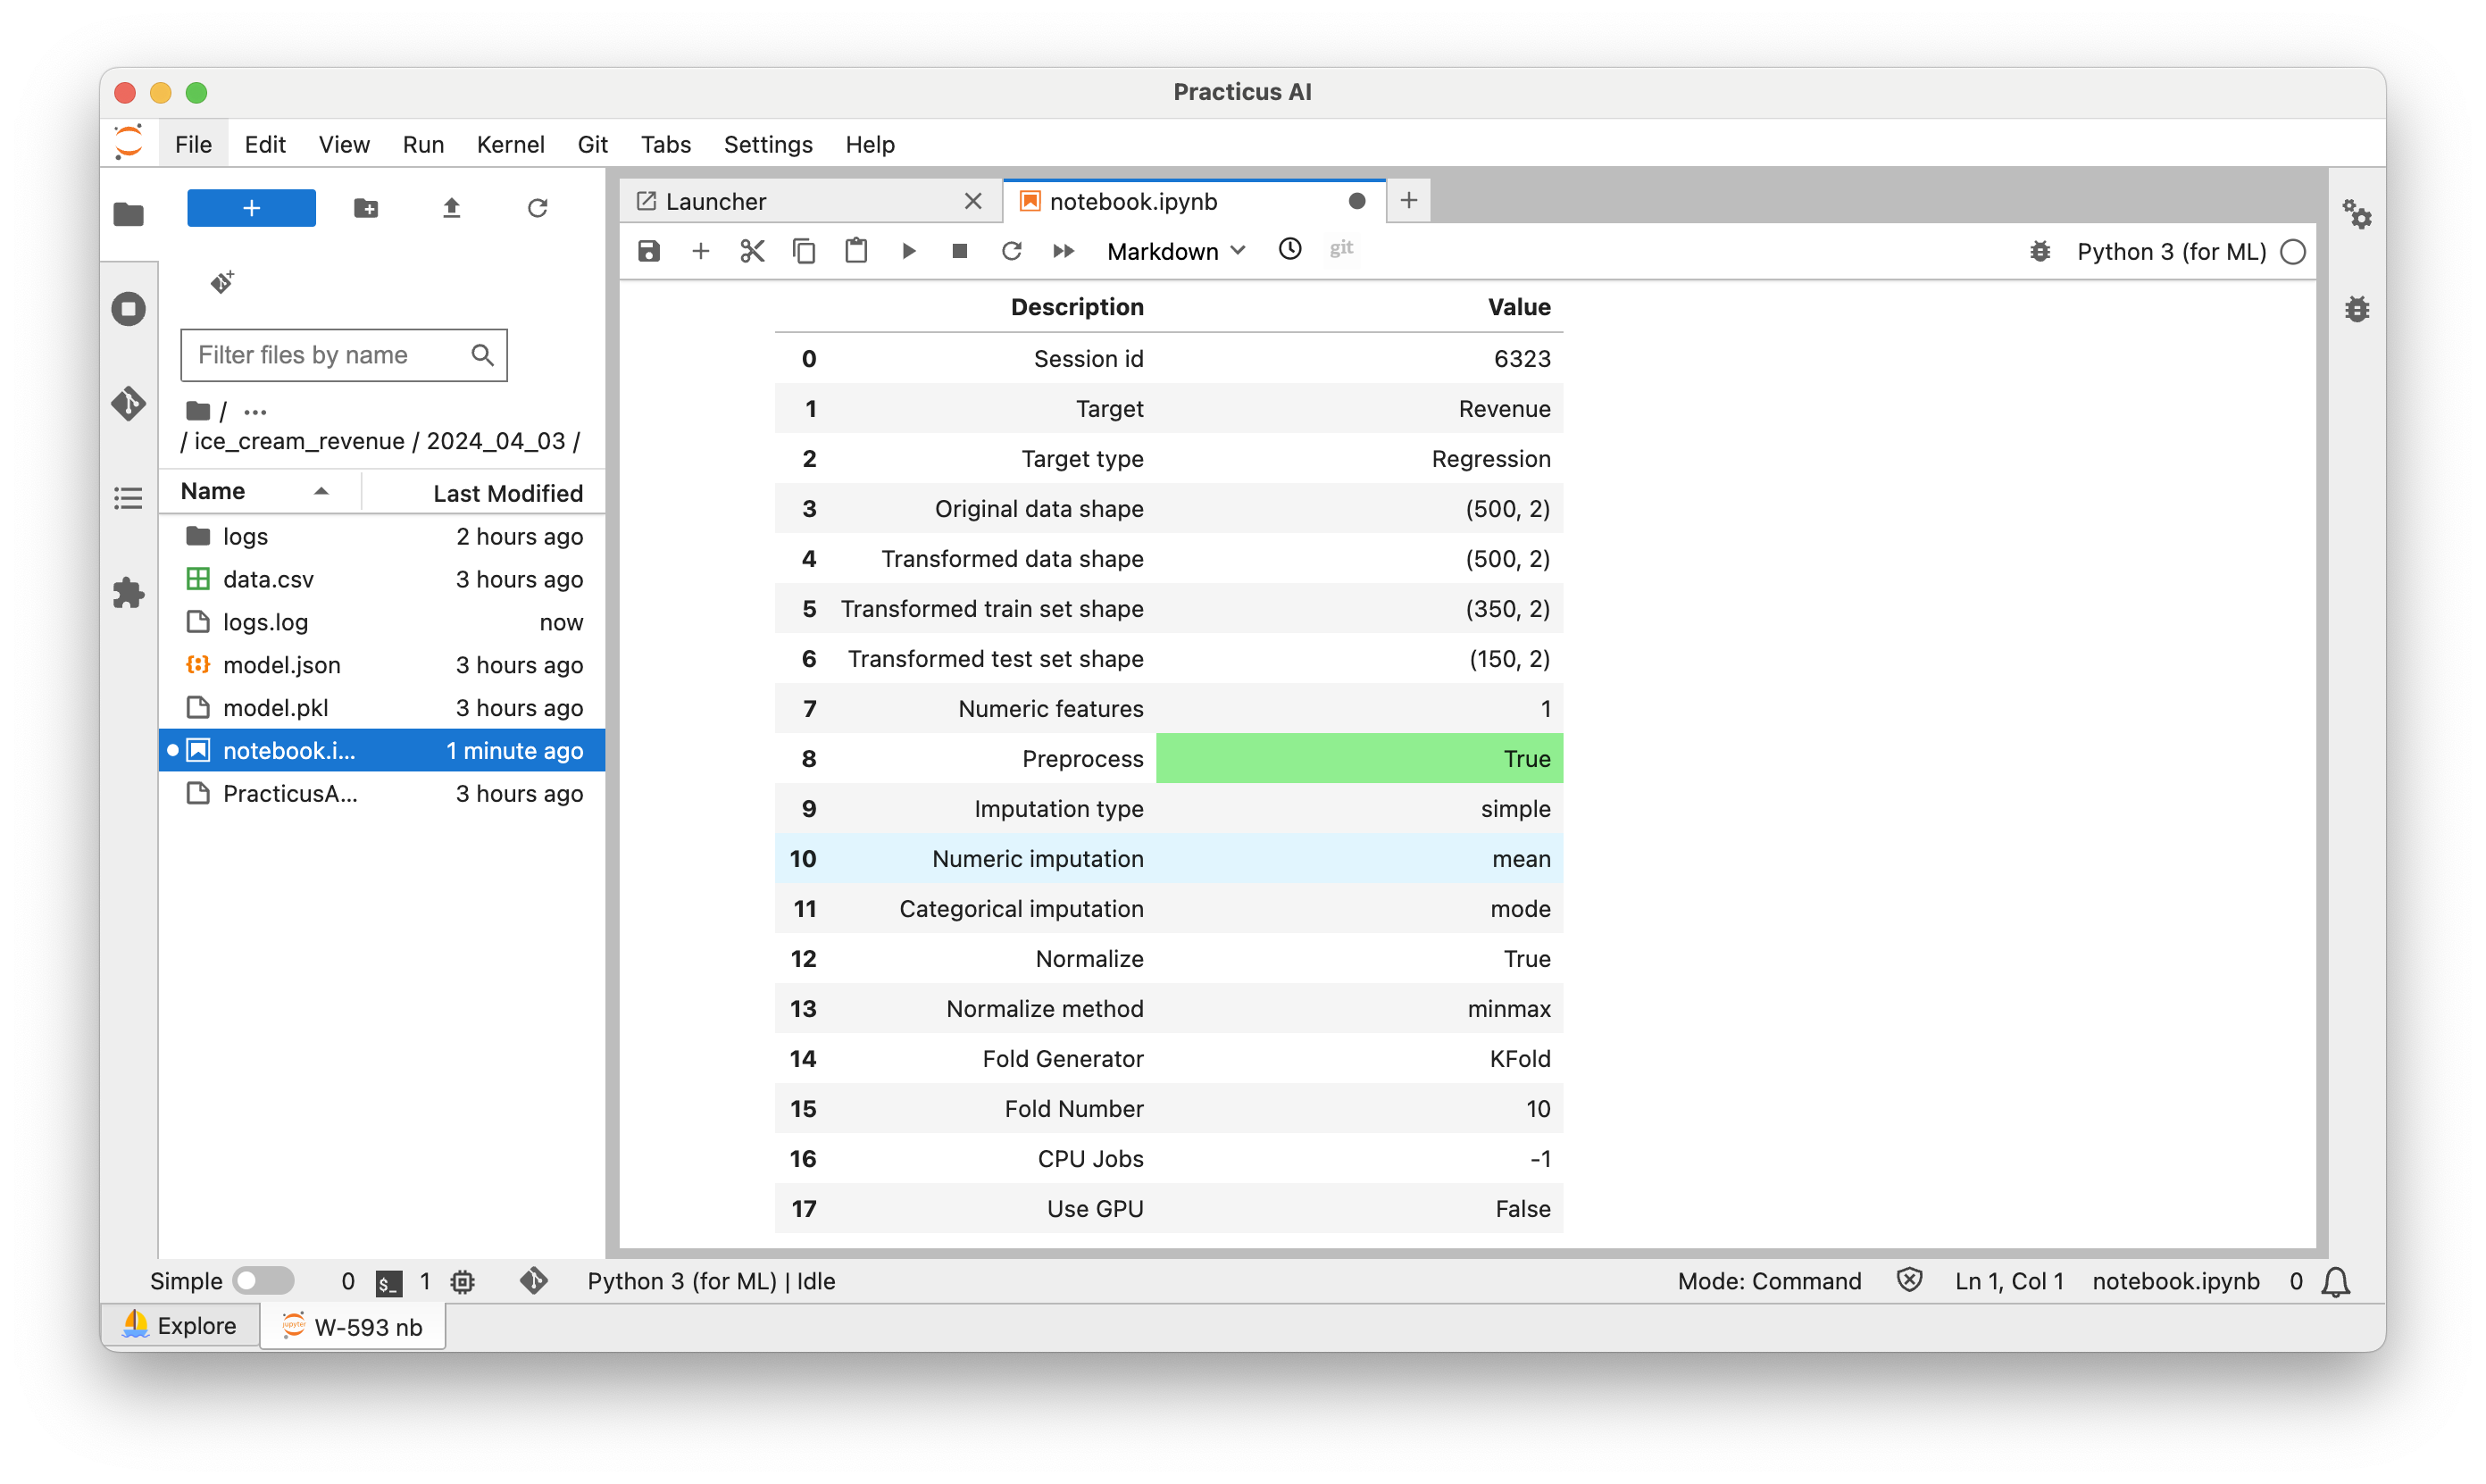 Practicus AI
File Edit View Run Kernel Git Tabs Settings Help
+
Filter files by name
/ ...
/ ice_cream_revenue / 2024_04_03 /
Name Last Modified
logs 2 hours ago
data.csv 3 hours ago
logs.log now
model.json 3 hours ago
model.pkl 3 hours ago
notebook.i... 1 minute ago
PracticusA... 3 hours ago
Launcher
notebook.ipynb
Markdown
git
Python 3 (for ML)
Description Value
0 Session id 6323
1 Target Revenue
2 Target type Regression
3 Original data shape (500, 2)
4 Transformed data shape (500, 2)
5 Transformed train set shape (350, 2)
6 Transformed test set shape (150, 2)
7 Numeric features 1
8 Preprocess True
9 Imputation type simple
10 Numeric imputation mean
11 Categorical imputation mode
12 Normalize True
13 Normalize method minmax
14 Fold Generator KFold
15 Fold Number 10
16 CPU Jobs -1
17 Use GPU False
Simple 0 $_ 1 Python 3 (for ML) | Idle Mode: Command Ln 1, Col 1 notebook.ipynb 0
Explore
jupyter
W-593 nb